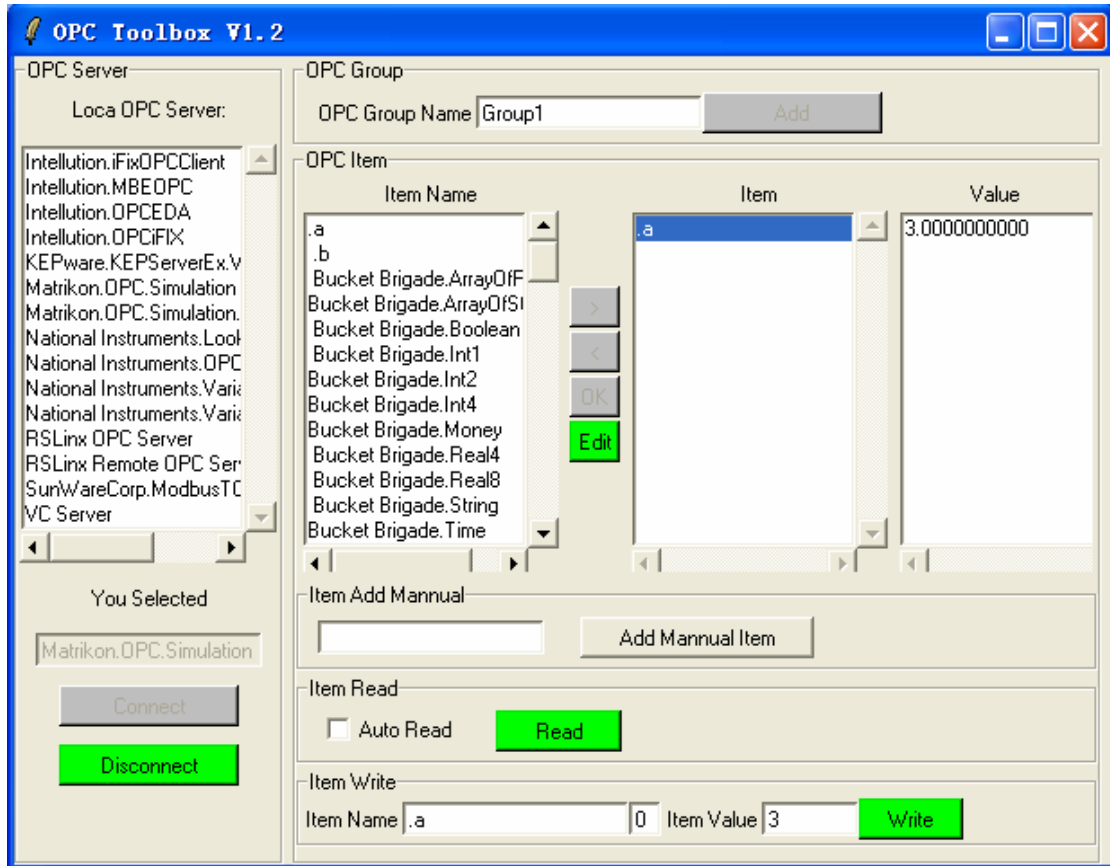 OPC Toolbox V1.2
OPC Server
Loca OPC Server:
Intellution.iFixOPCClient
Intellution.MBEOPC
Intellution.OPCEDA
Intellution.OPCiFIX
KEPware.KEPServerEx.V
Matrikon.OPC.Simulation
Matrikon.OPC.Simulation.
National Instruments.Look
National Instruments.OPC
National Instruments.Varia
National Instruments.Varia
RSLinx OPC Server
RSLinx Remote OPC Ser
SunWareCorp.ModbusTC
VC Server
You Selected
Matrikon.OPC.Simulation
Connect
Disconnect
OPC Group
OPC Group Name Group1 Add
OPC Item
Item Name
.a
.b
Bucket Brigade.ArrayOfF
Bucket Brigade.ArrayOfSt
Bucket Brigade.Boolean
Bucket Brigade.Int1
Bucket Brigade.Int2
Bucket Brigade.Int4
Bucket Brigade.Money
Bucket Brigade.Real4
Bucket Brigade.Real8
Bucket Brigade.String
Bucket Brigade.Time
>
<
OK
Edit
Item
.a
Value
3.0000000000
Item Add Mannual
Add Mannual Item
Item Read
Auto Read Read
Item Write
Item Name .a 0 Item Value 3 Write